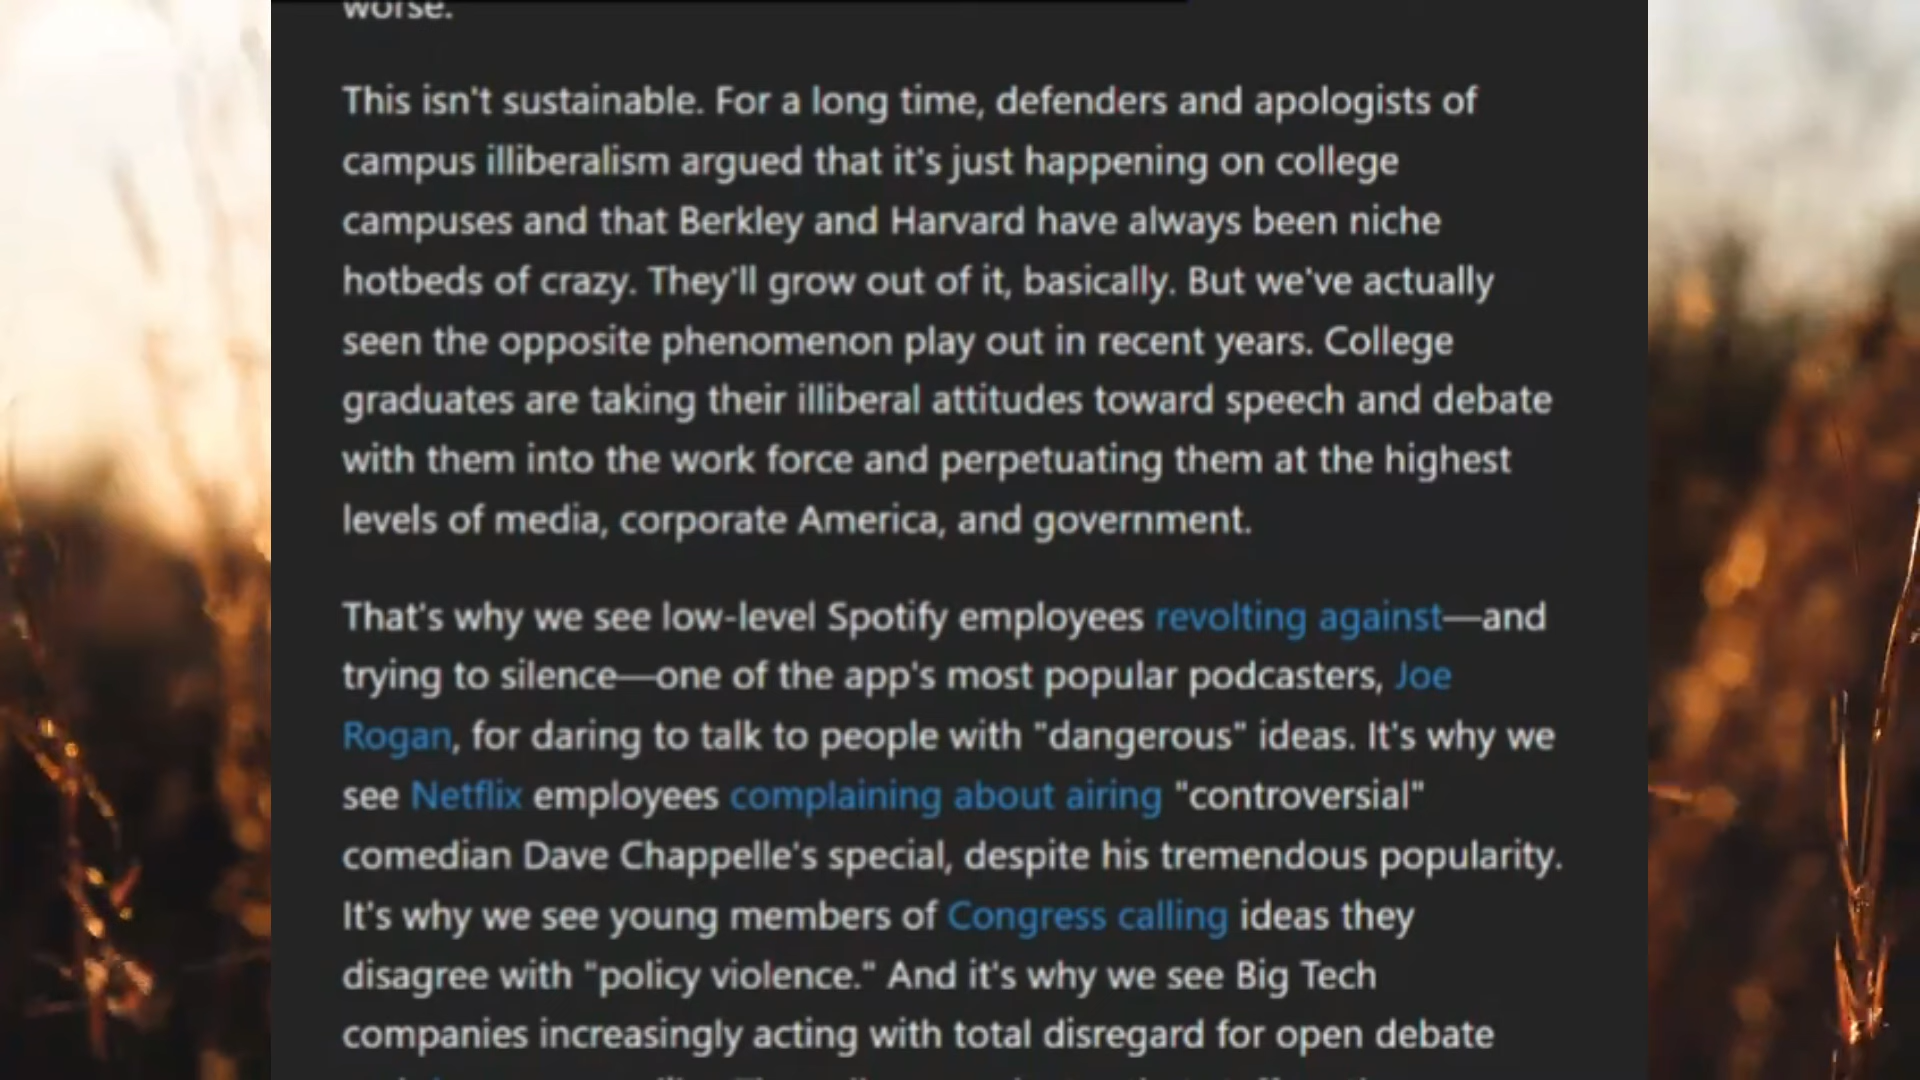 worse.
This isn't sustainable. For a long time, defenders and apologists of
campus illiberalism argued that it's just happening on college
campuses and that Berkley and Harvard have always been niche
hotbeds of crazy. They'll grow out of it, basically. But we've actually
seen the opposite phenomenon play out in recent years. College
graduates are taking their illiberal attitudes toward speech and debate
with them into the work force and perpetuating them at the highest
levels of media, corporate America, and government.
That's why we see low-level Spotify employees revolting against—and
trying to silence—one of the app's most popular podcasters, Joe
Rogan, for daring to talk to people with "dangerous" ideas. It's why we
see Netflix employees complaining about airing "controversial"
comedian Dave Chappelle's special, despite his tremendous popularity.
It's why we see young members of Congress calling ideas they
disagree with "policy violence." And it's why we see Big Tech
companies increasingly acting with total disregard for open debate